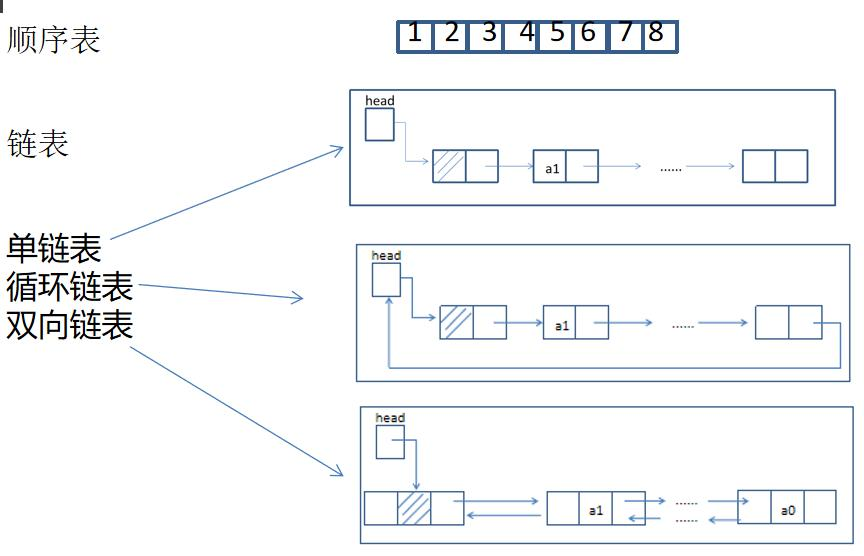 顺序表
1 2 3 4 5 6 7 8
链表
head
a1 ......
单链表
循环链表
双向链表
head
a1 ......
head
a1 ...... a0
......